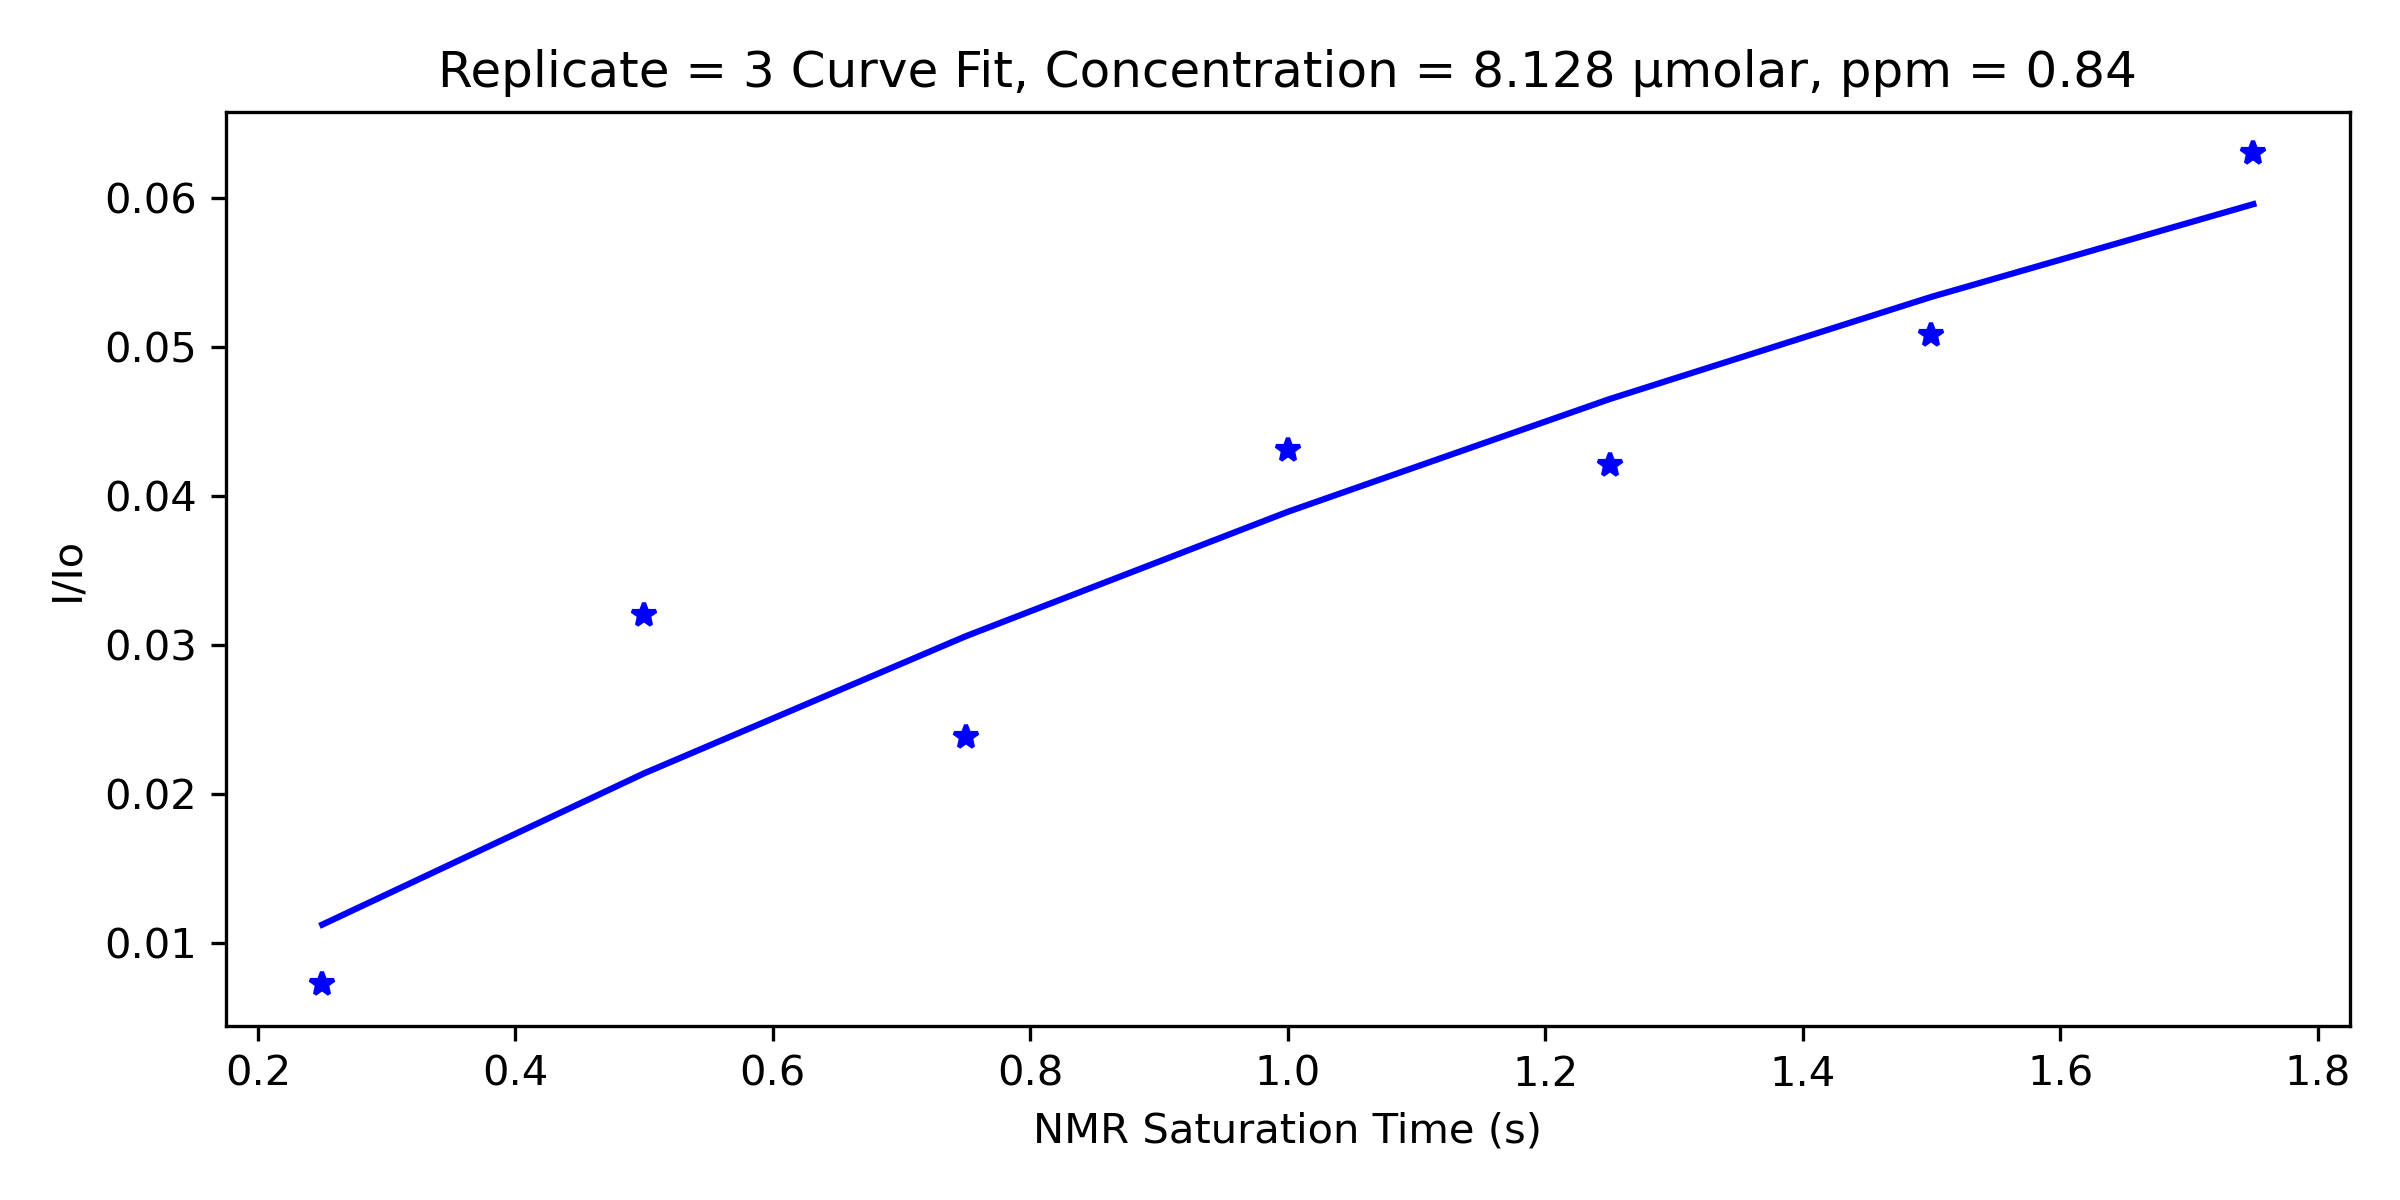 Replicate = 3 Curve Fit, Concentration = 8.128 µmolar, ppm = 0.84
0.06
0.05
0.04
0.03
0.02
0.01
I/Io
0.2 0.4 0.6 0.8 1.0 1.2 1.4 1.6 1.8
NMR Saturation Time (s)